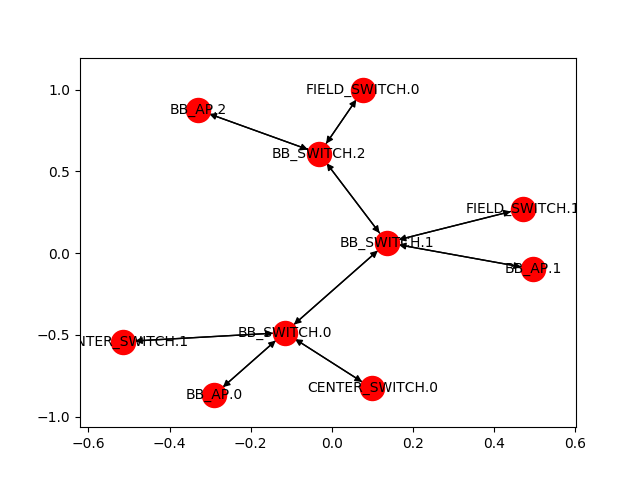 1.0
0.5
0.0
−0.5
−1.0
FIELD_SWITCH.0
BB_AP.2
BB_SWITCH.2
FIELD_SWITCH.1
BB_SWITCH.1
BB_AP.1
BB_SWITCH.0
NTER_SWITCH.1
CENTER_SWITCH.0
BB_AP.0
−0.6 −0.4 −0.2 0.0 0.2 0.4 0.6